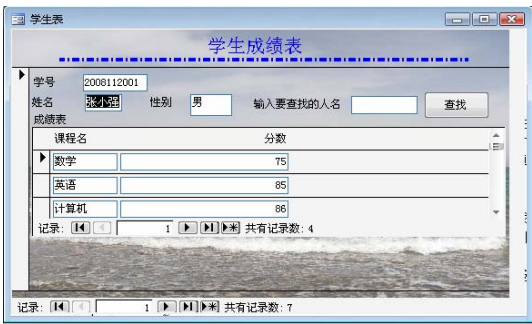 学生表
学生成绩表
学号 2008112001
姓名 张小强 性别 男 输入要查找的人名 查找
成绩表
课程名 分数
数学 75
英语 85
计算机 86
记录: 1 共有记录数: 4
记录: 1 共有记录数: 7